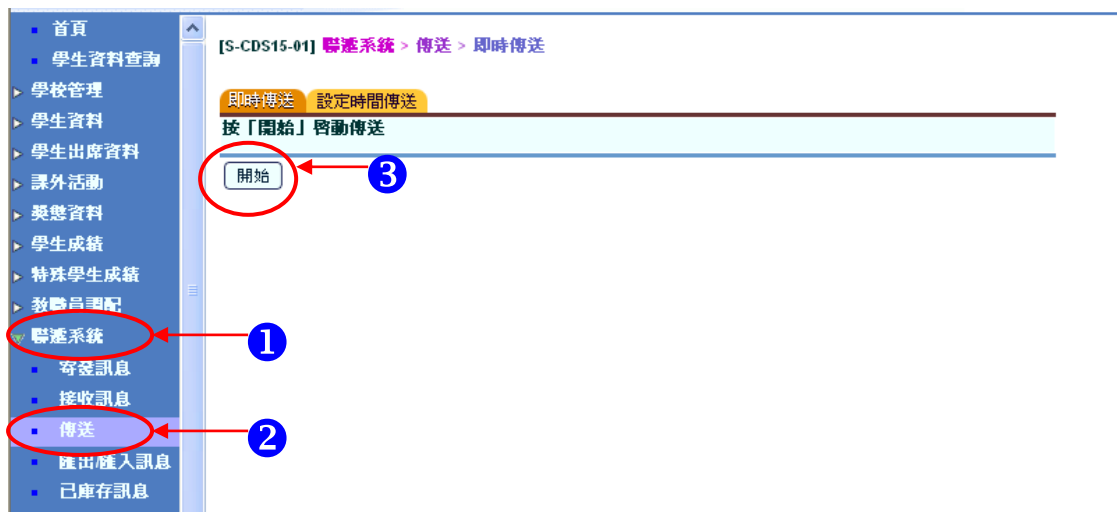 首頁
學生資料查詢
學校管理
學生資料
學生出席資料
課外活動
獎懲資料
學生成績
特殊學生成績
教職員調配
聯遞系統
寄發訊息
接收訊息
傳送
匯出/匯入訊息
已庫存訊息
[S-CDS15-01] 聯遞系統 > 傳送 > 即時傳送
即時傳送 設定時間傳送
按「開始」啓動傳送
開始
3
1
2